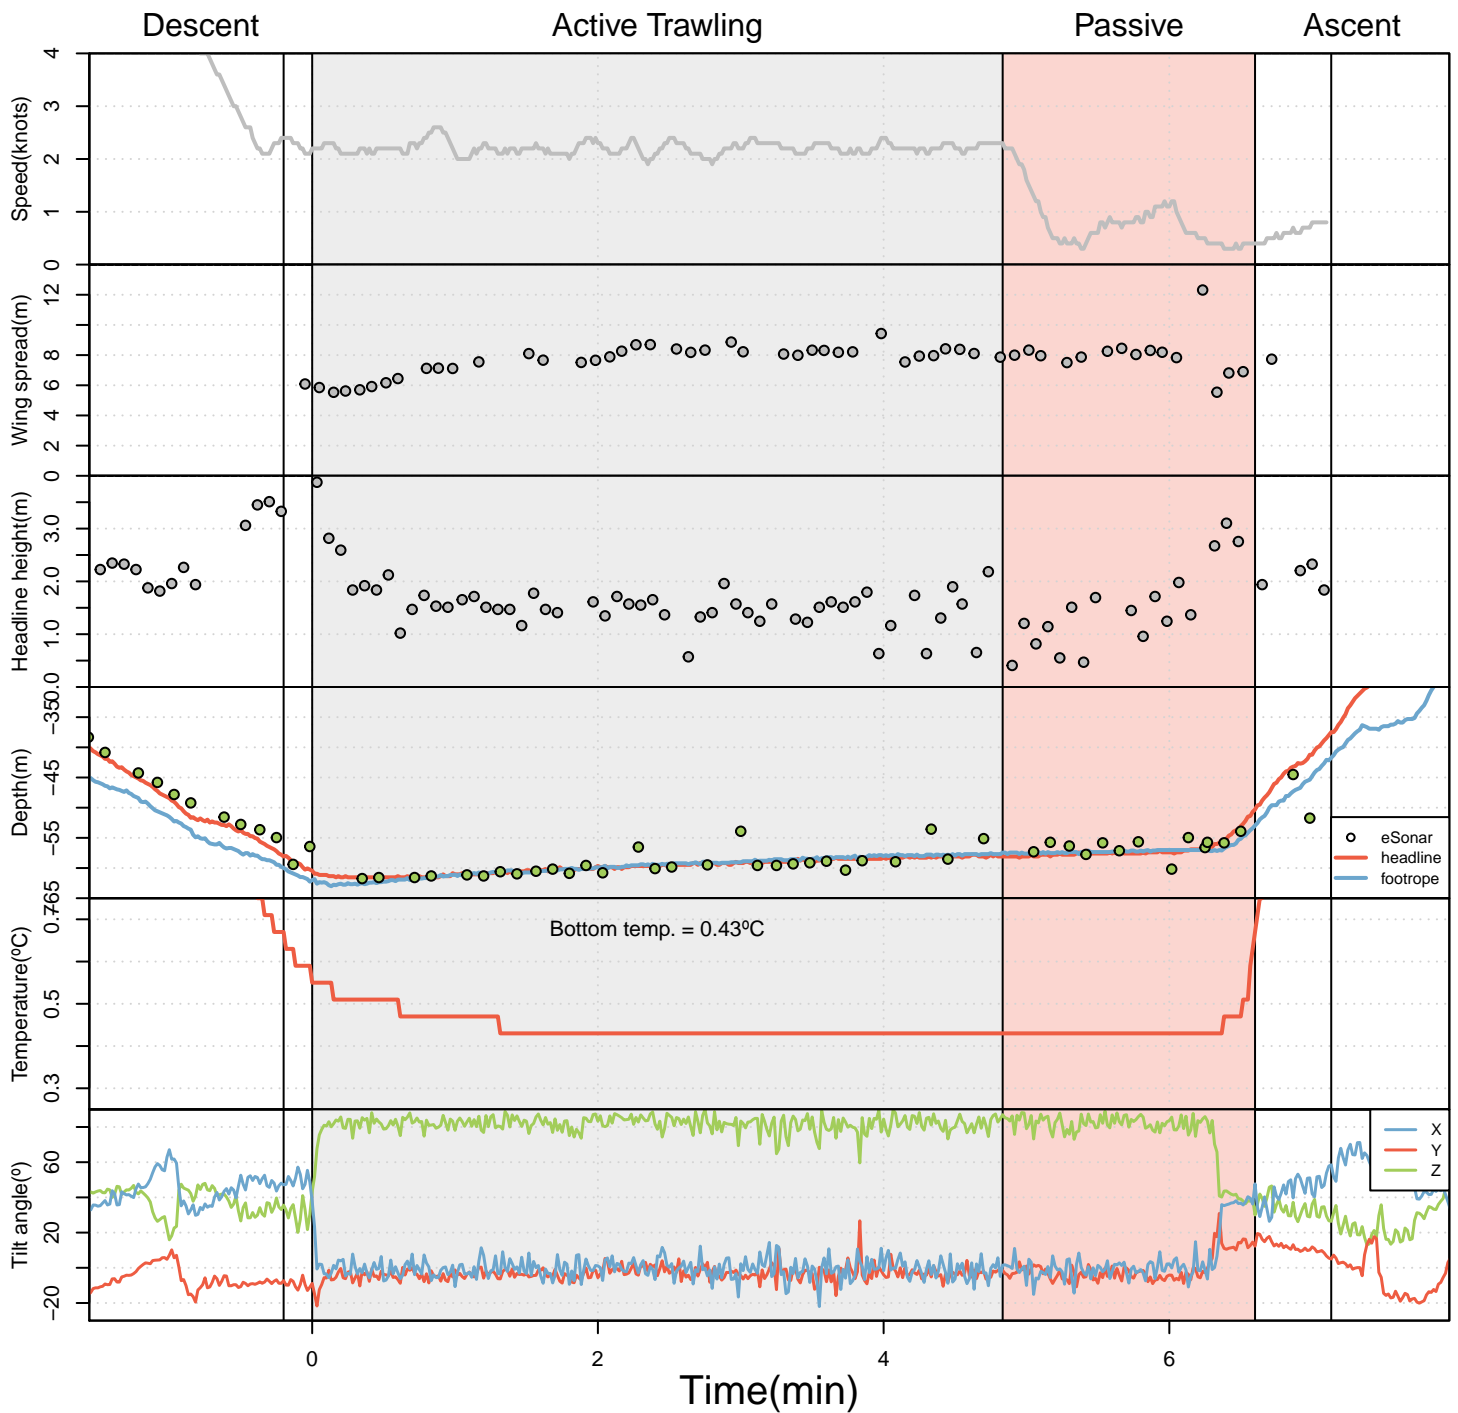 Descent Active Trawling Passive Ascent
Speed(knots)
4
3
2
1
0
Wing spread(m)
12
8
6
4
2
0
Headline height(m)
3.0
2.0
1.0
0.0
Depth(m)
−35
−45
−55
−65
eSonar
headline
footrope
Temperature(ºC)
0.7
0.5
0.3
Bottom temp. = 0.43ºC
Tilt angle(º)
60
20
−20
X
Y
Z
0 2 4 6
Time(min)